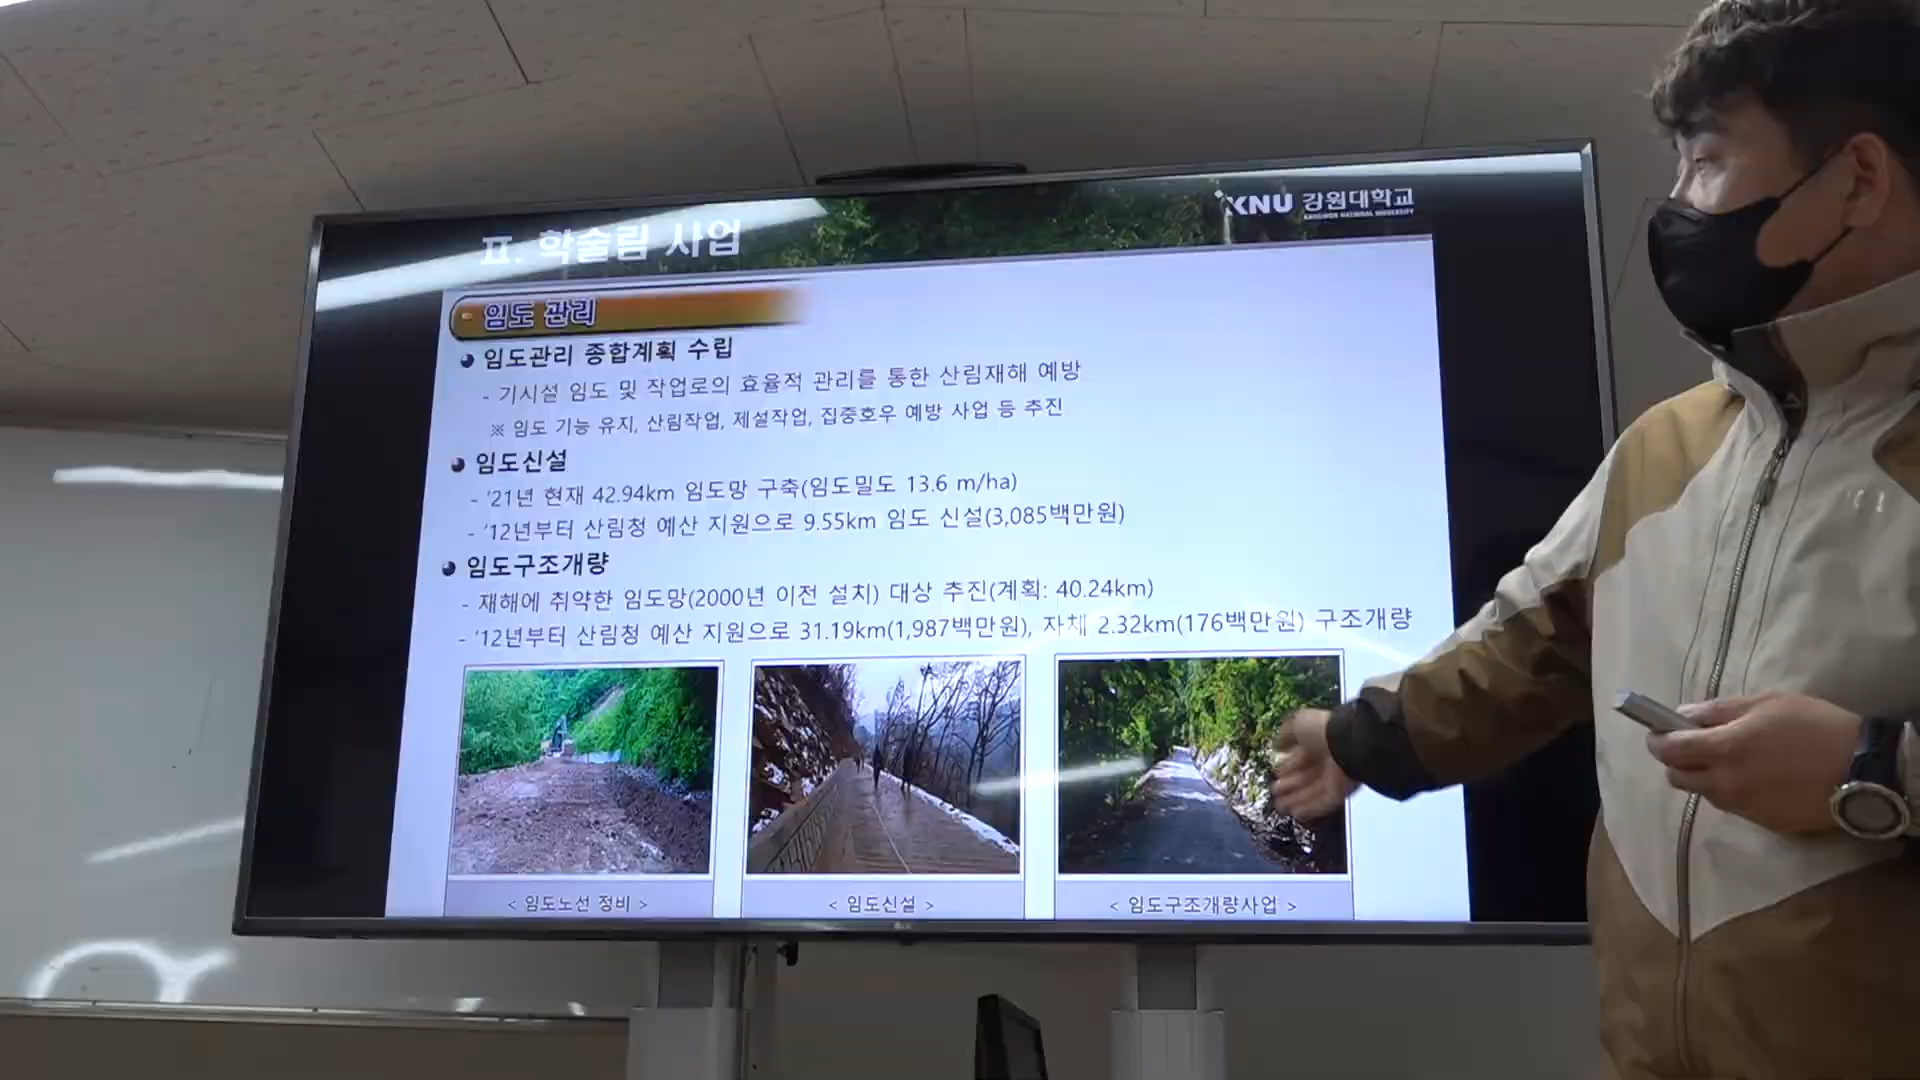 KNU 강원대학교
KANGWON NATIONAL UNIVERSITY
Ⅱ. 학술림 사업
임도 관리
임도관리 종합계획 수립
- 기시설 임도 및 작업로의 효율적 관리를 통한 산림재해 예방
※ 임도 기능 유지, 산림작업, 제설작업, 집중호우 예방 사업 등 추진
임도신설
- '21년 현재 42.94km 임도망 구축(임도밀도 13.6 m/ha)
- '12년부터 산림청 예산 지원으로 9.55km 임도 신설(3,085백만원)
임도구조개량
- 재해에 취약한 임도망(2000년 이전 설치) 대상 추진(계획: 40.24km)
- '12년부터 산림청 예산 지원으로 31.19km(1,987백만원), 자체 2.32km(176백만원) 구조개량
< 임도노선 정비 >
< 임도신설 >
< 임도구조개량사업 >